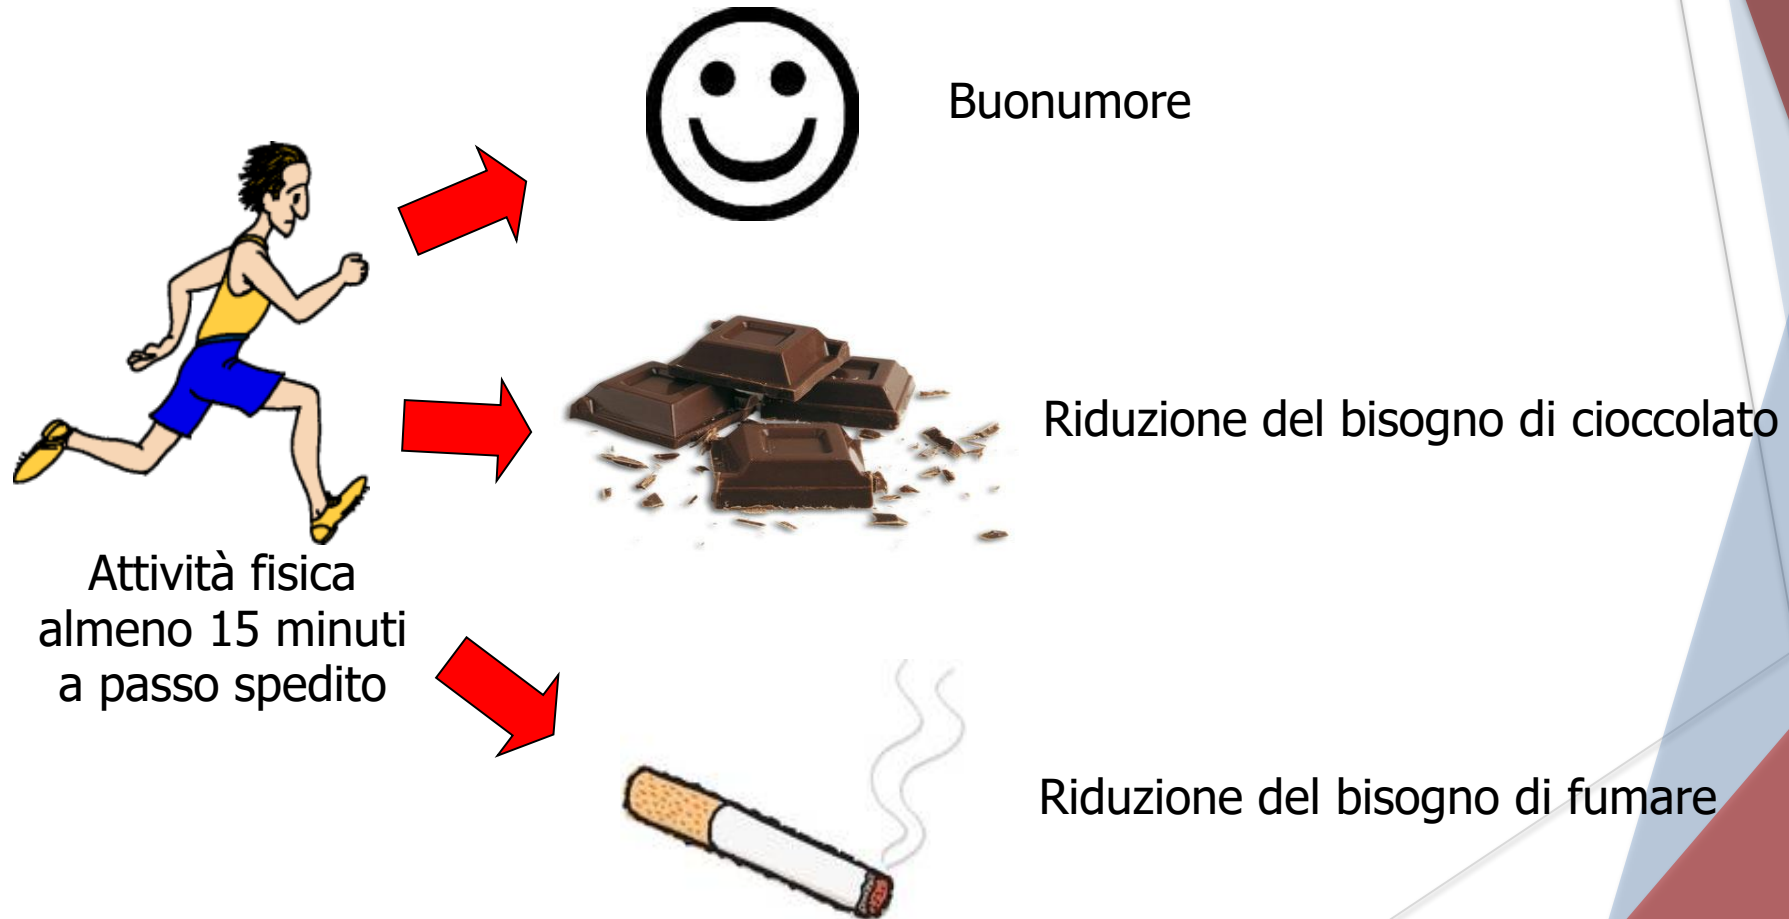 Buonumore
Riduzione del bisogno di cioccolato
Attività fisica
almeno 15 minuti
a passo spedito
Riduzione del bisogno di fumare